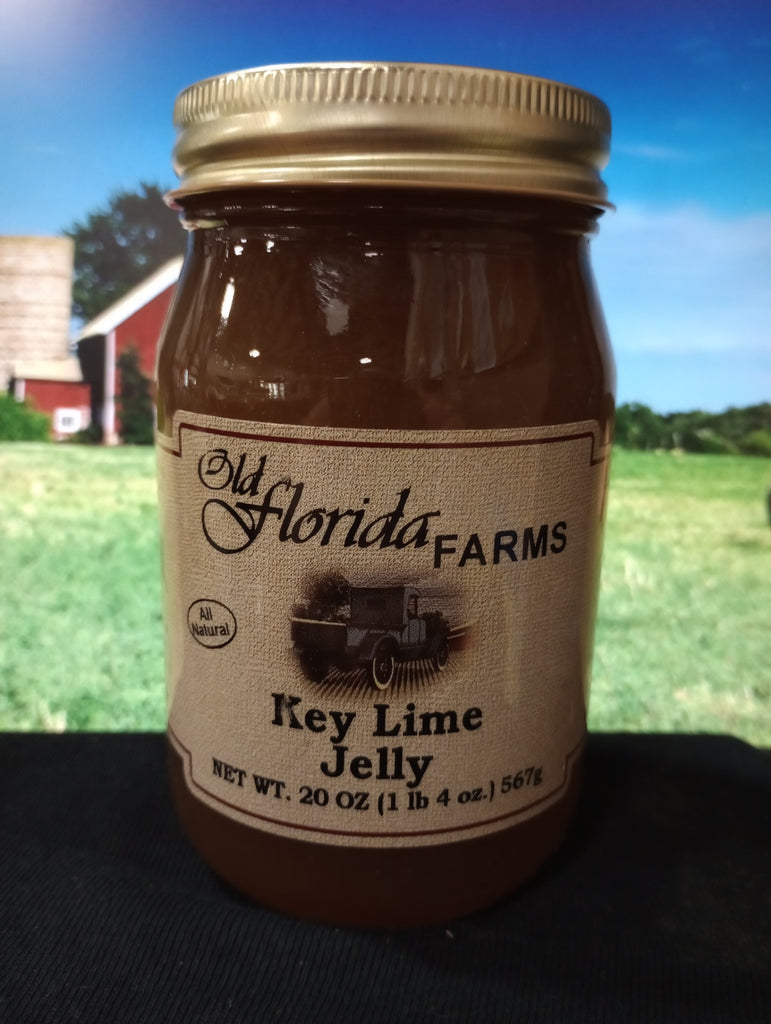 Old
Florida FARMS
All
Natural
Key Lime
Jelly
NET WT. 20 OZ (1 lb 4 oz.) 567g